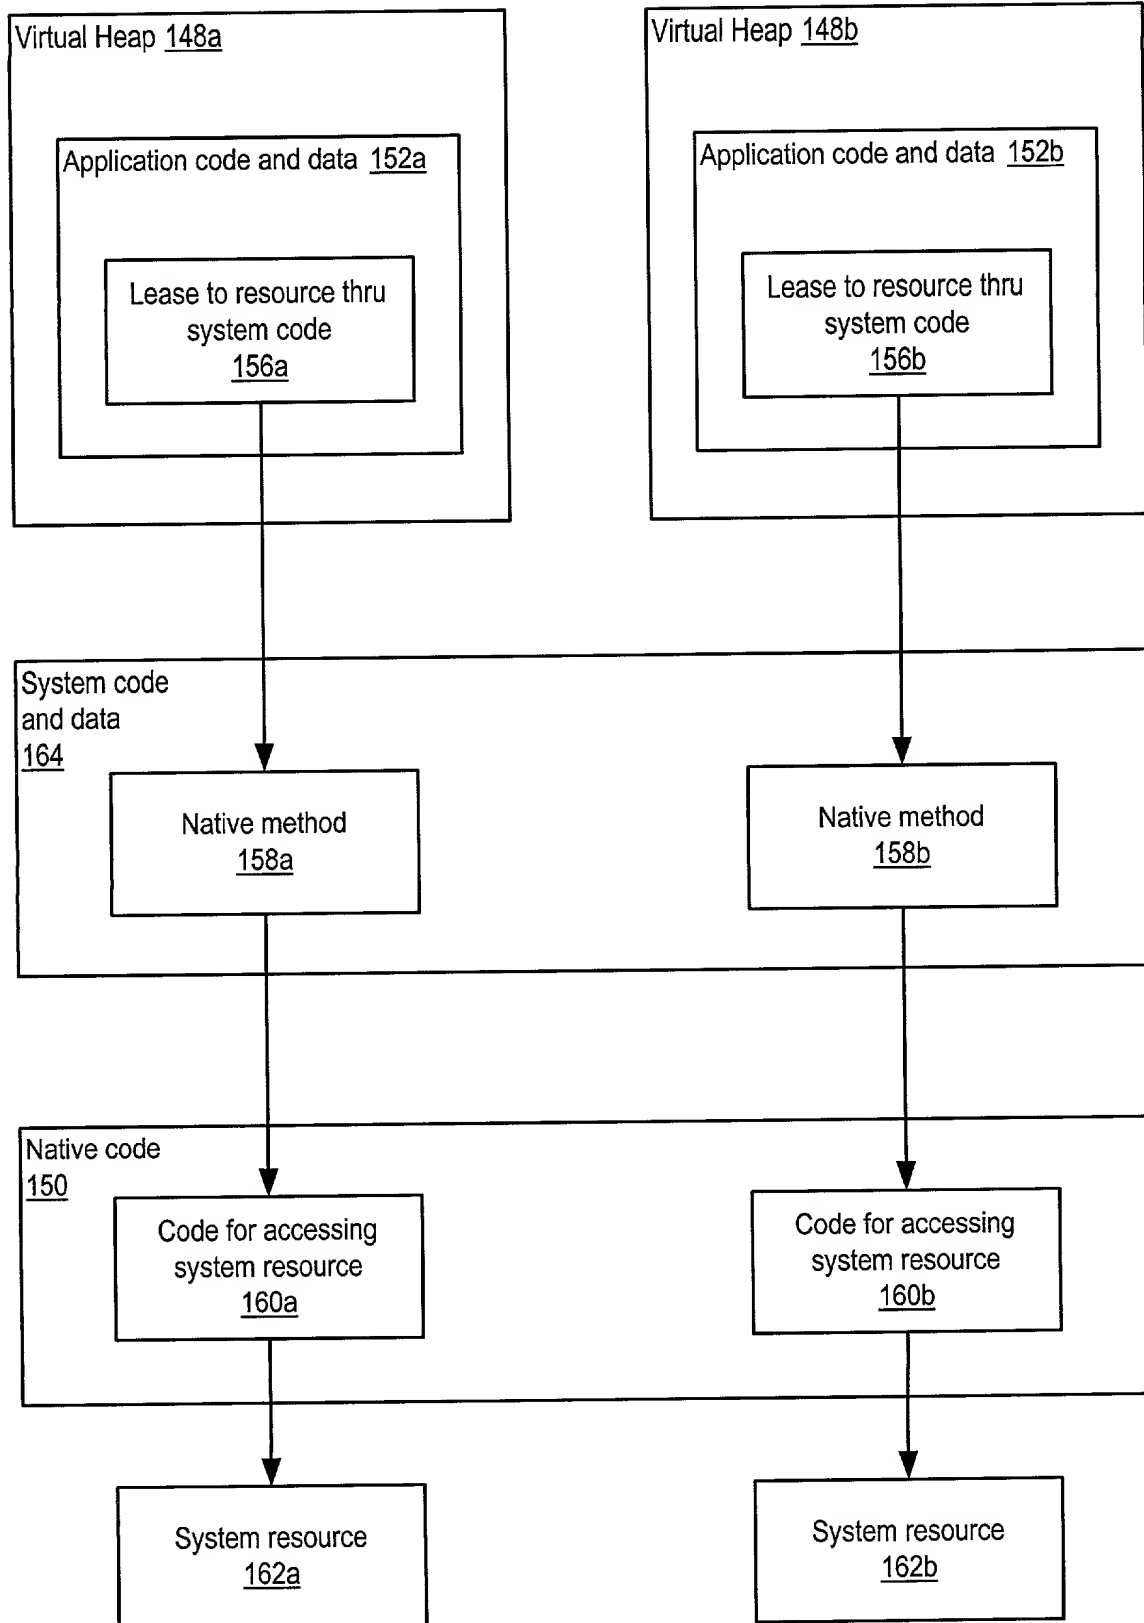 Virtual Heap 148a
Application code and data 152a
Lease to resource thru
system code
156a
Virtual Heap 148b
Application code and data 152b
Lease to resource thru
system code
156b
System code
and data
164
Native method
158a
Native method
158b
Native code
150
Code for accessing
system resource
160a
Code for accessing
system resource
160b
System resource
162a
System resource
162b